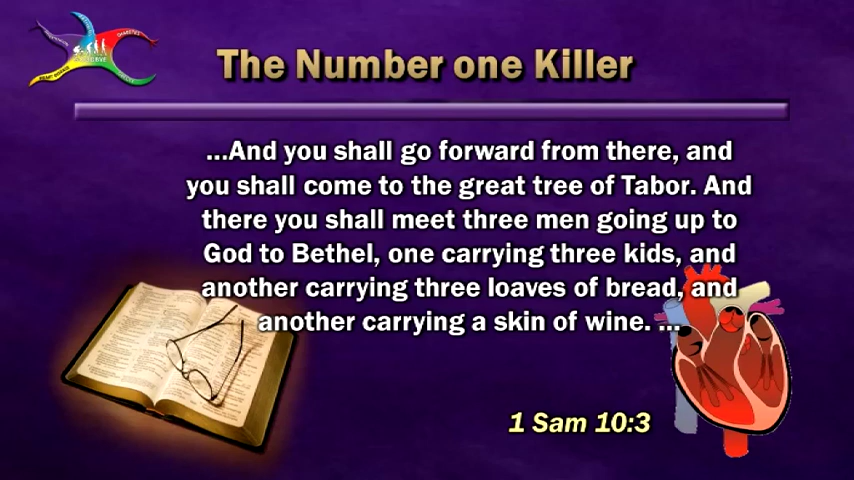 The Number one Killer
...And you shall go forward from there, and
you shall come to the great tree of Tabor. And
there you shall meet three men going up to
God to Bethel, one carrying three kids, and
another carrying three loaves of bread, and
another carrying a skin of wine. ...
1 Sam 10:3